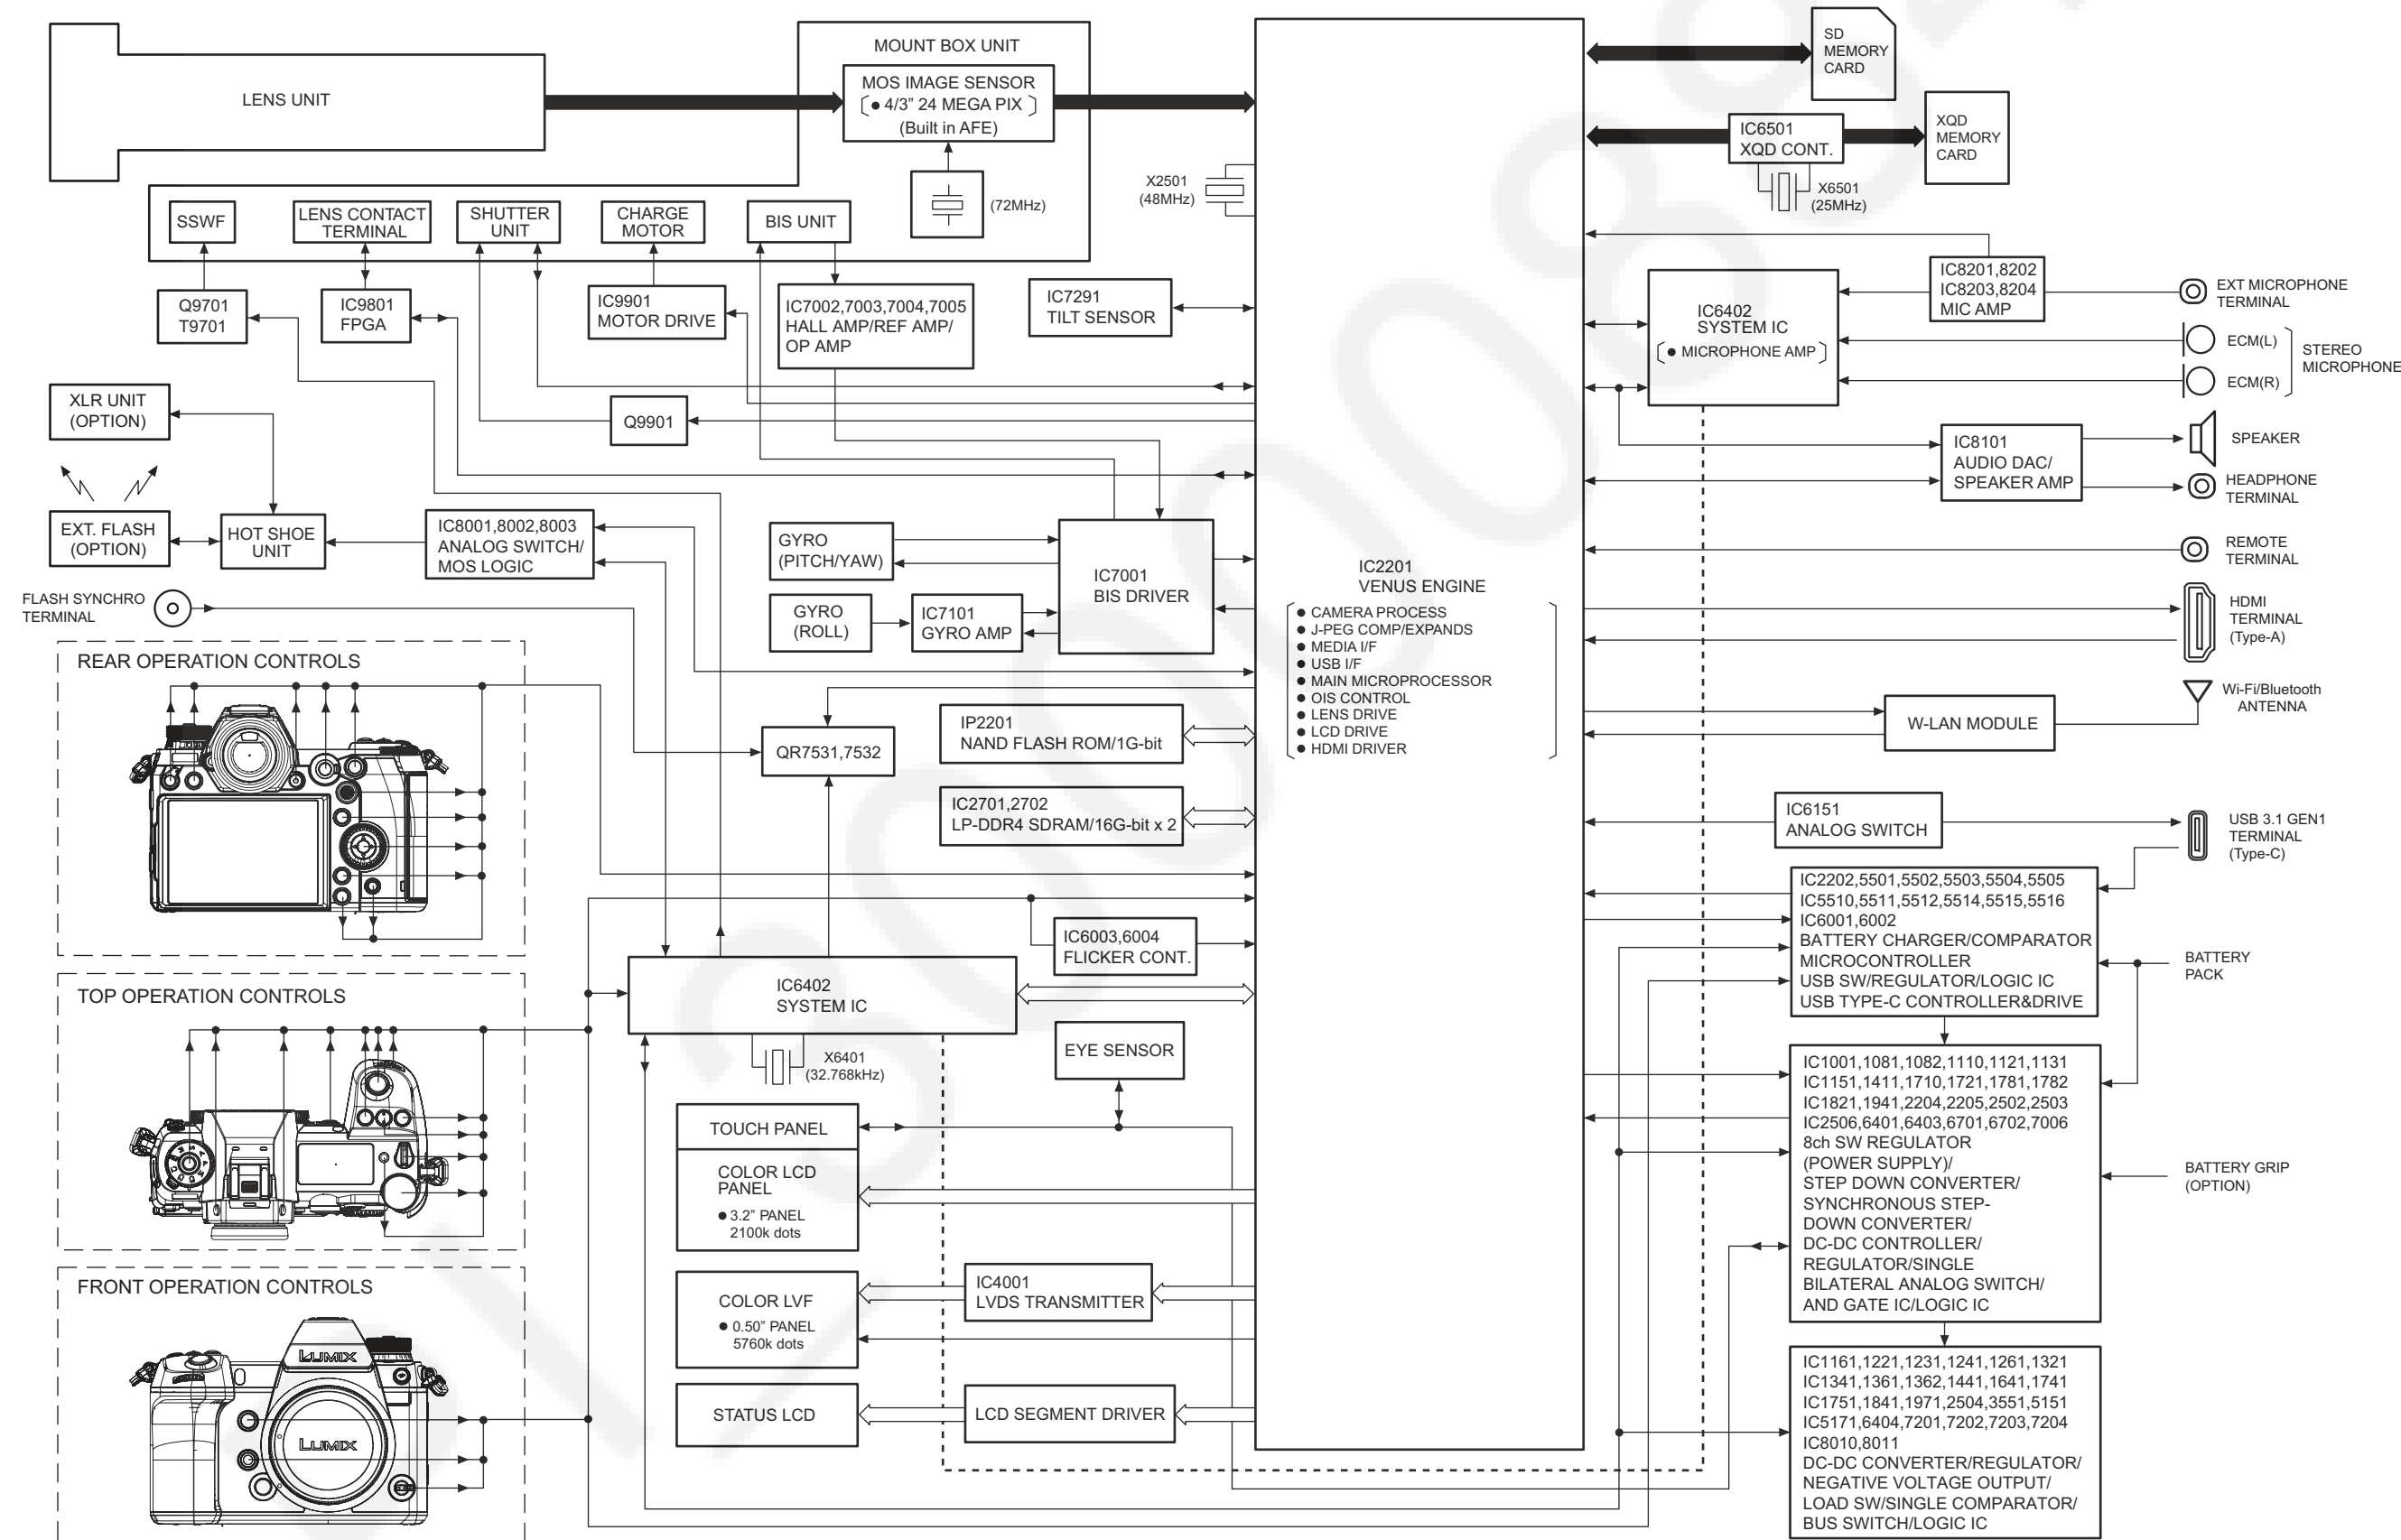 LENS UNIT
MOUNT BOX UNIT
MOS IMAGE SENSOR
● 4/3" 24 MEGA PIX
(Built in AFE)
(72MHz)
SSWF
LENS CONTACT
TERMINAL
SHUTTER
UNIT
CHARGE
MOTOR
BIS UNIT
Q9701
T9701
IC9801
FPGA
IC9901
MOTOR DRIVE
IC7002,7003,7004,7005
HALL AMP/REF AMP/
OP AMP
X2501
(48MHz)
IC7291
TILT SENSOR
XLR UNIT
(OPTION)
Q9901
EXT. FLASH
(OPTION)
HOT SHOE
UNIT
IC8001,8002,8003
ANALOG SWITCH/
MOS LOGIC
FLASH SYNCHRO
TERMINAL
GYRO
(PITCH/YAW)
GYRO
(ROLL)
IC7101
GYRO AMP
IC7001
BIS DRIVER
QR7531,7532
IP2201
NAND FLASH ROM/1G-bit
IC2701,2702
LP-DDR4 SDRAM/16G-bit x 2
IC6003,6004
FLICKER CONT.
IC6402
SYSTEM IC
X6401
(32.768kHz)
EYE SENSOR
TOUCH PANEL
COLOR LCD
PANEL
● 3.2" PANEL
2100k dots
COLOR LVF
● 0.50" PANEL
5760k dots
IC4001
LVDS TRANSMITTER
STATUS LCD
LCD SEGMENT DRIVER
REAR OPERATION CONTROLS
TOP OPERATION CONTROLS
FRONT OPERATION CONTROLS
LUMIX
LUMIX
IC2201
VENUS ENGINE
● CAMERA PROCESS
● J-PEG COMP/EXPANDS
● MEDIA I/F
● USB I/F
● MAIN MICROPROCESSOR
● OIS CONTROL
● LENS DRIVE
● LCD DRIVE
● HDMI DRIVER
SD
MEMORY
CARD
IC6501
XQD CONT.
X6501
(25MHz)
XQD
MEMORY
CARD
IC6402
SYSTEM IC
● MICROPHONE AMP
IC8201,8202
IC8203,8204
MIC AMP
EXT MICROPHONE
TERMINAL
ECM(L)
ECM(R)
STEREO
MICROPHONE
IC8101
AUDIO DAC/
SPEAKER AMP
SPEAKER
HEADPHONE
TERMINAL
REMOTE
TERMINAL
HDMI
TERMINAL
(Type-A)
W-LAN MODULE
Wi-Fi/Bluetooth
ANTENNA
IC6151
ANALOG SWITCH
USB 3.1 GEN1
TERMINAL
(Type-C)
IC2202,5501,5502,5503,5504,5505
IC5510,5511,5512,5514,5515,5516
IC6001,6002
BATTERY CHARGER/COMPARATOR
MICROCONTROLLER
USB SW/REGULATOR/LOGIC IC
USB TYPE-C CONTROLLER&DRIVE
BATTERY
PACK
IC1001,1081,1082,1110,1121,1131
IC1151,1411,1710,1721,1781,1782
IC1821,1941,2204,2205,2502,2503
IC2506,6401,6403,6701,6702,7006
8ch SW REGULATOR
(POWER SUPPLY)/
STEP DOWN CONVERTER/
SYNCHRONOUS STEP-
DOWN CONVERTER/
DC-DC CONTROLLER/
REGULATOR/SINGLE
BILATERAL ANALOG SWITCH/
AND GATE IC/LOGIC IC
BATTERY GRIP
(OPTION)
IC1161,1221,1231,1241,1261,1321
IC1341,1361,1362,1441,1641,1741
IC1751,1841,1971,2504,3551,5151
IC5171,6404,7201,7202,7203,7204
IC8010,8011
DC-DC CONVERTER/REGULATOR/
NEGATIVE VOLTAGE OUTPUT/
LOAD SW/SINGLE COMPARATOR/
BUS SWITCH/LOGIC IC